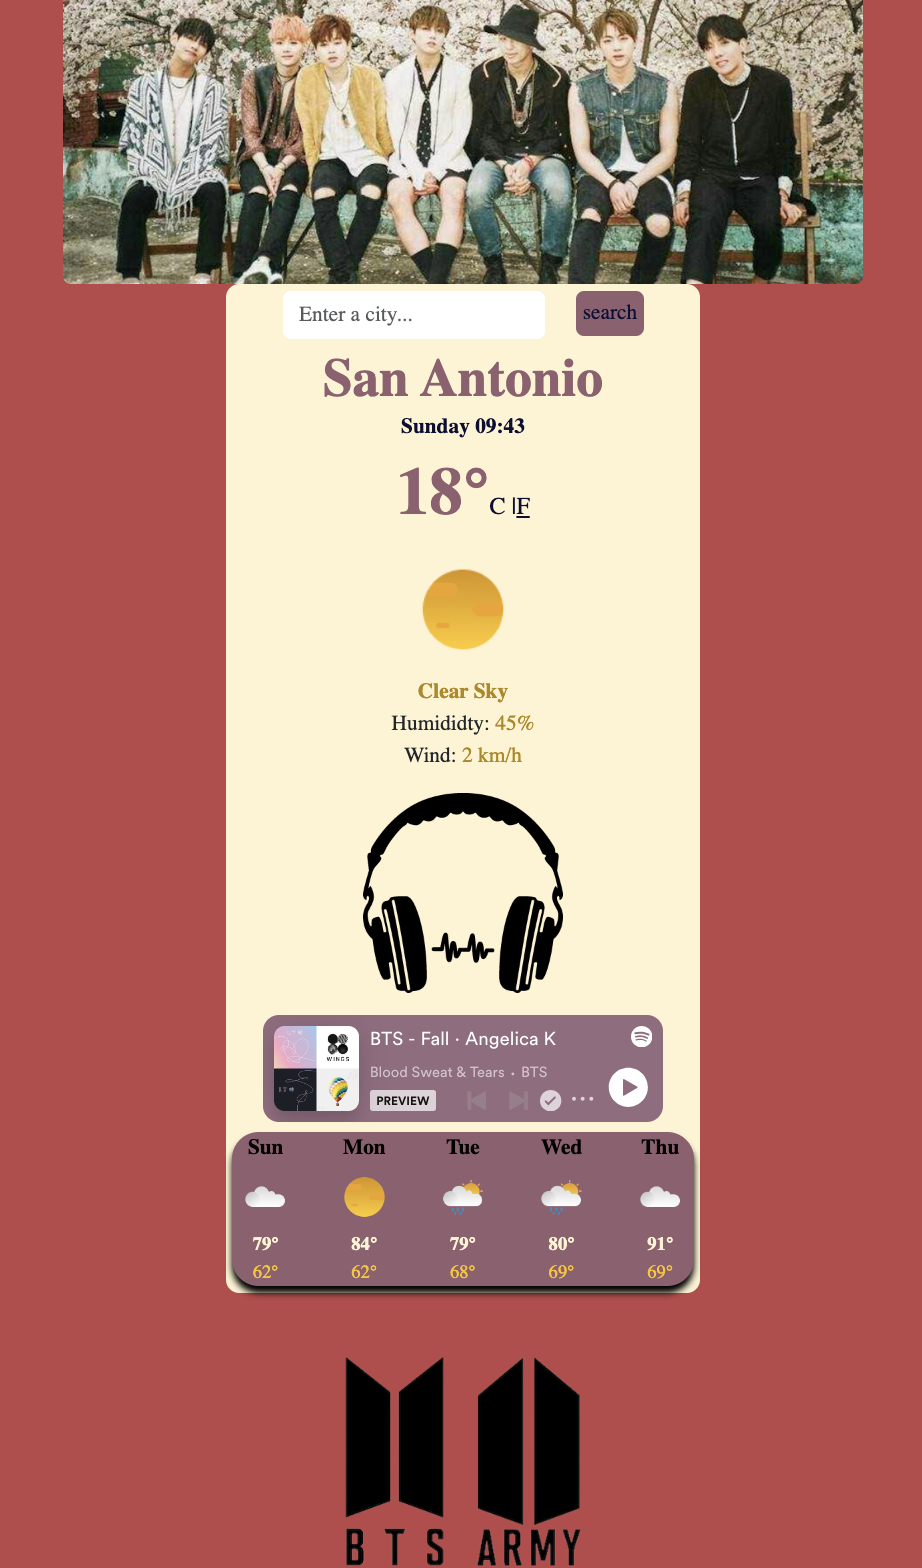 Enter a city...
search
San Antonio
Sunday 09:43
18° C |F
Clear Sky
Humididty: 45%
Wind: 2 km/h
WINGS
BTS - Fall · Angelica K
Blood Sweat & Tears • BTS
PREVIEW
Sun Mon Tue Wed Thu
79° 84° 79° 80° 91°
62° 62° 68° 69° 69°
BTS ARMY